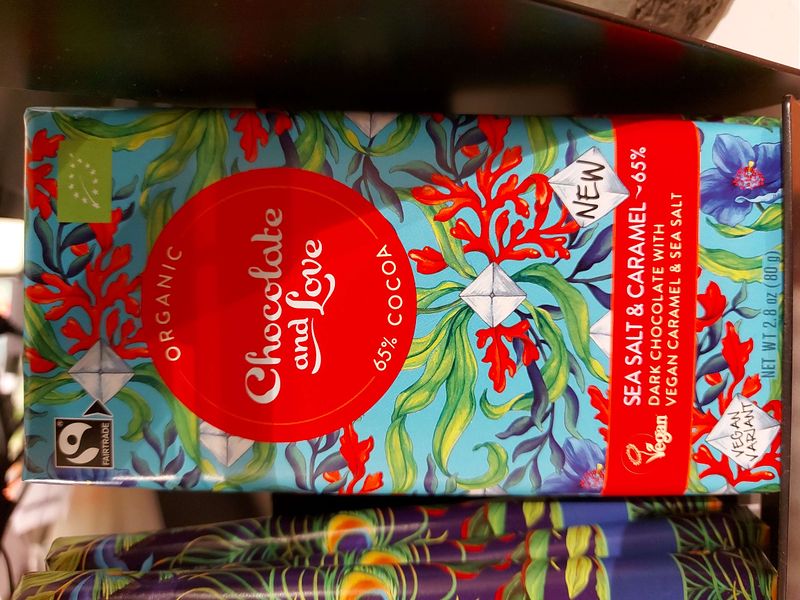 FAIRTRADE
ORGANIC
Chocolate
and Love
65% COCOA
NEW
SEA SALT & CARAMEL ~ 65%
DARK CHOCOLATE WITH
VEGAN CARAMEL & SEA SALT
Vegan
VEGAN
VARIANT
NET WT 2.8 oz (80 g)